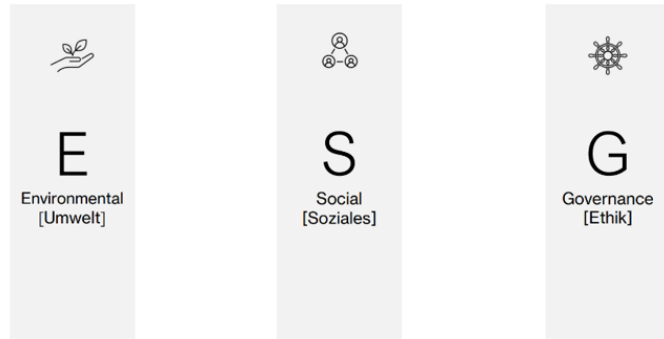 E
Environmental
[Umwelt]
S
Social
[Soziales]
G
Governance
[Ethik]